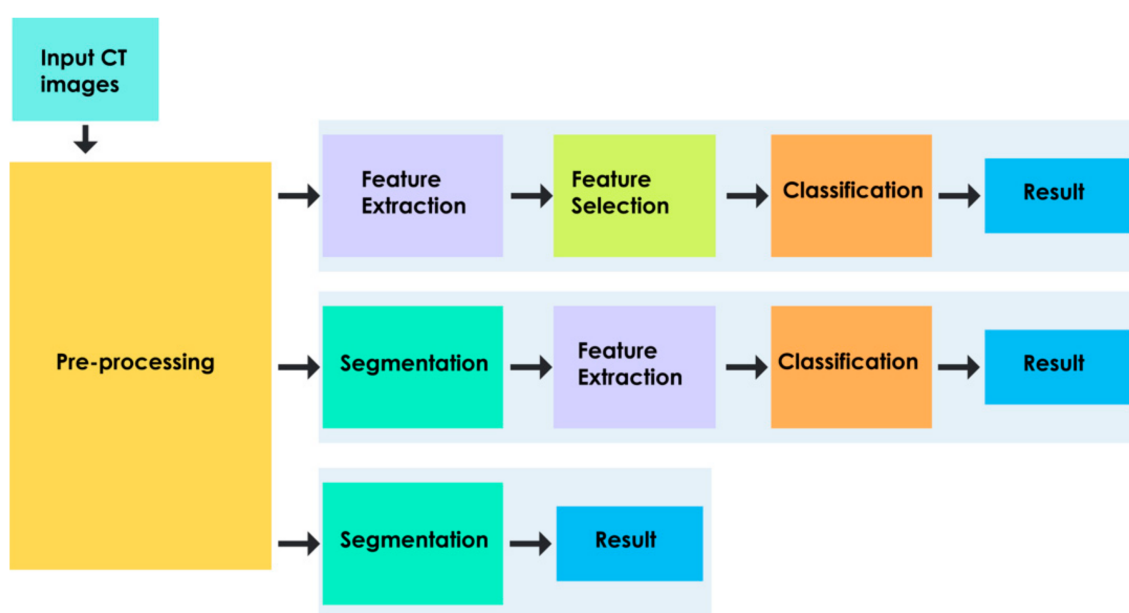 Input CT
images
Feature
Extraction
Feature
Selection
Classification
Result
Pre-processing
Segmentation
Feature
Extraction
Classification
Result
Segmentation
Result